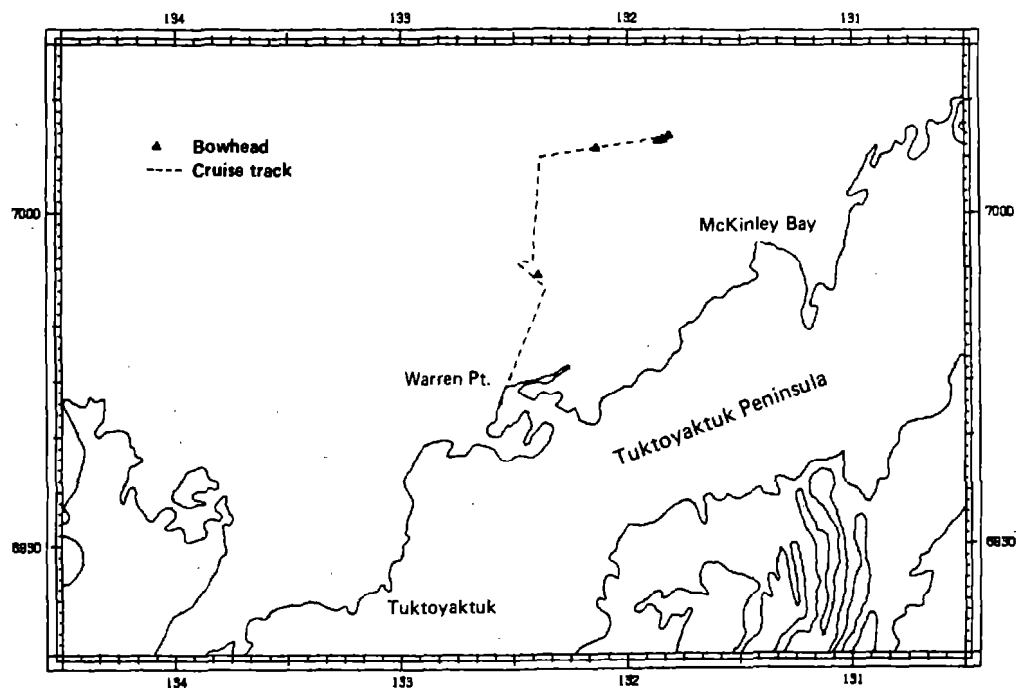 134 133 132 131
Bowhead
Cruise track
7000 7000
McKinley Bay
Warren Pt.
Tuktoyaktuk Peninsula
6930 6930
Tuktoyaktuk
134 133 132 131